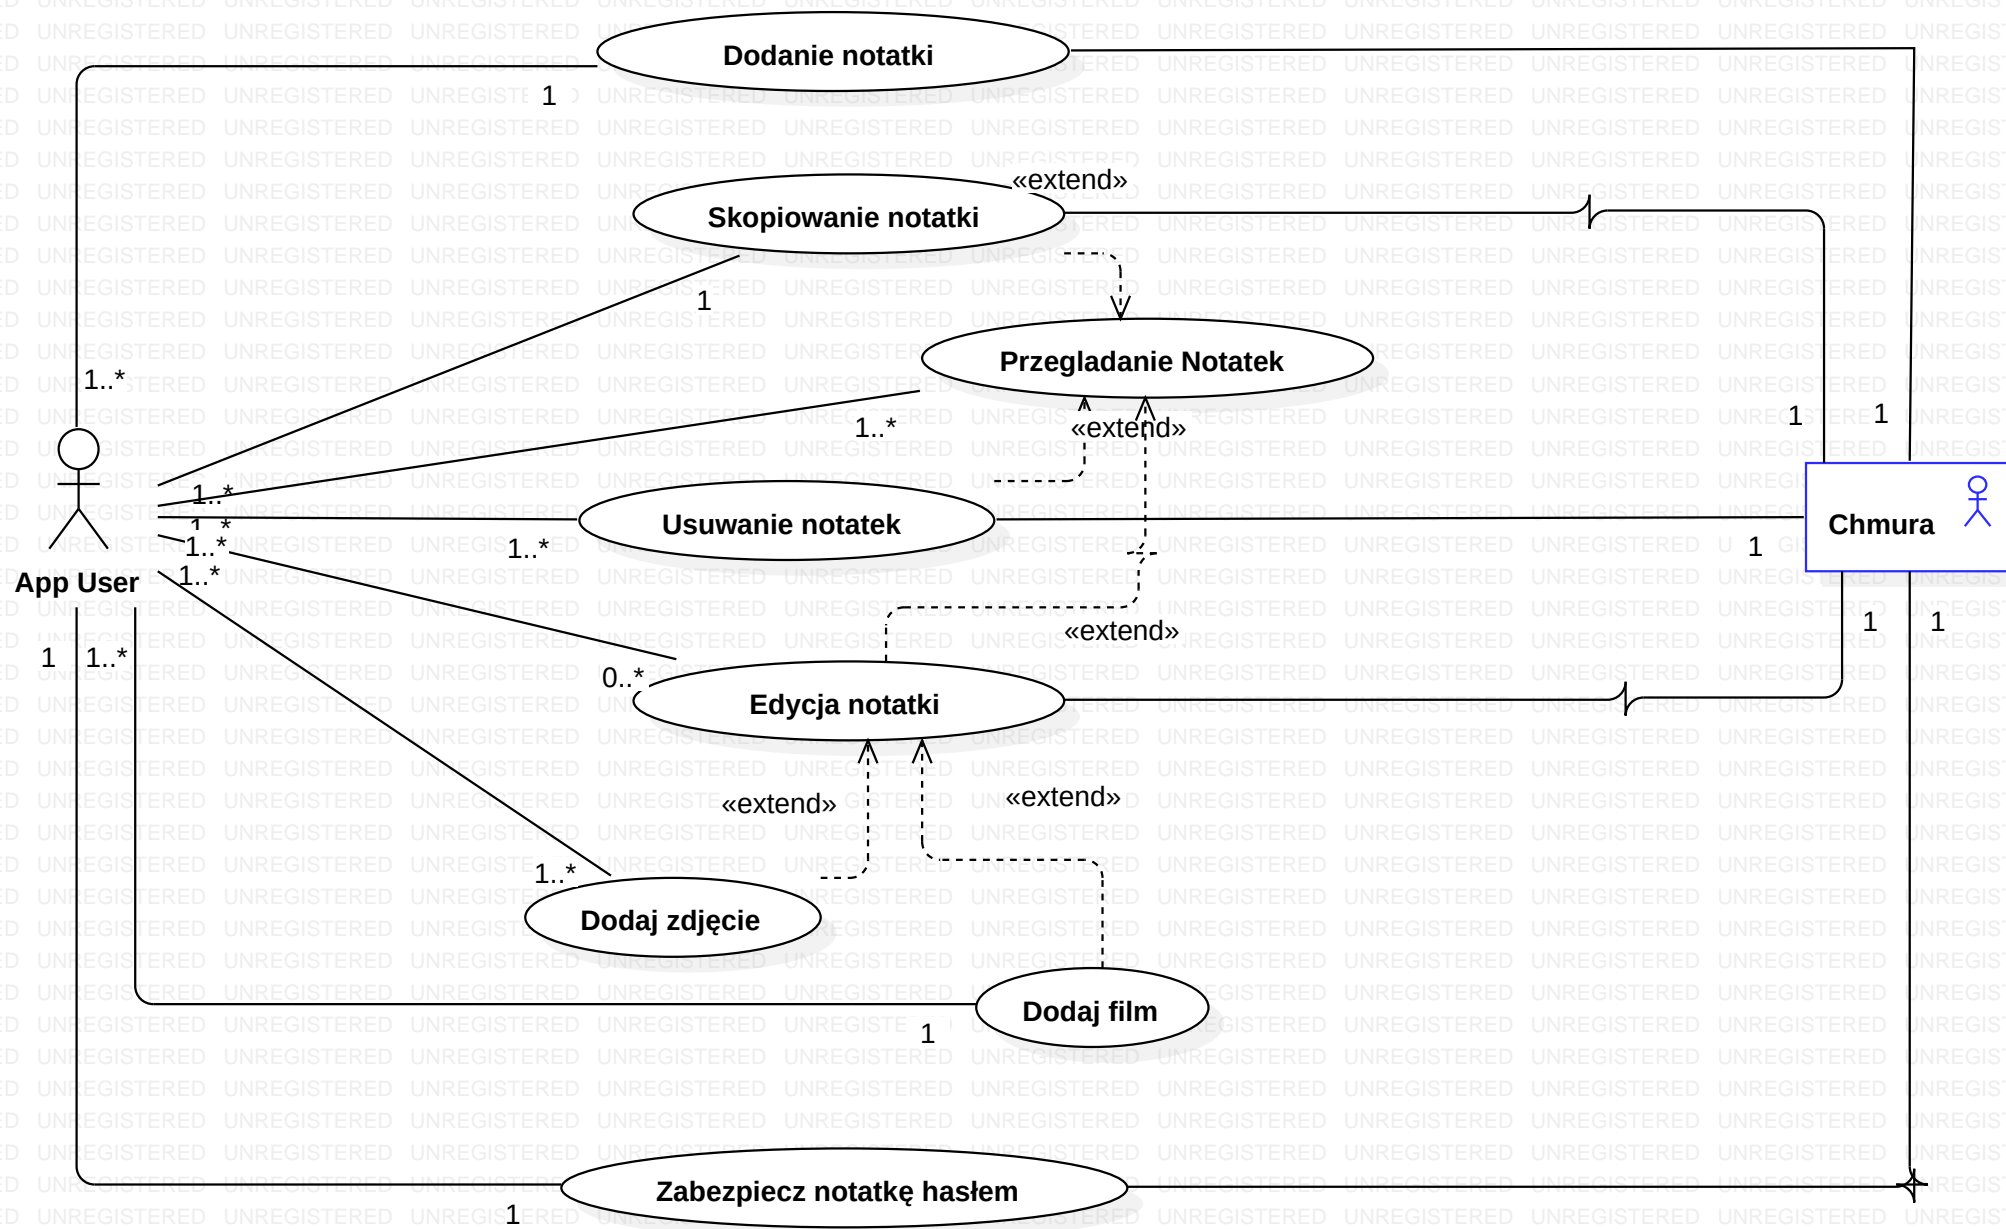 Dodanie notatki
1
«extend»
Skopiowanie notatki
1
Przegladanie Notatek
1..*
1
1
1..*
«extend»
1..*
1..*
Usuwanie notatek
Chmura
1..*
1..*
1
1..*
App User
1
1
«extend»
1
1..*
0..*
Edycja notatki
«extend»
«extend»
1..*
Dodaj zdjęcie
Dodaj film
1
Zabezpiecz notatkę hasłem
1
UNREGISTERED